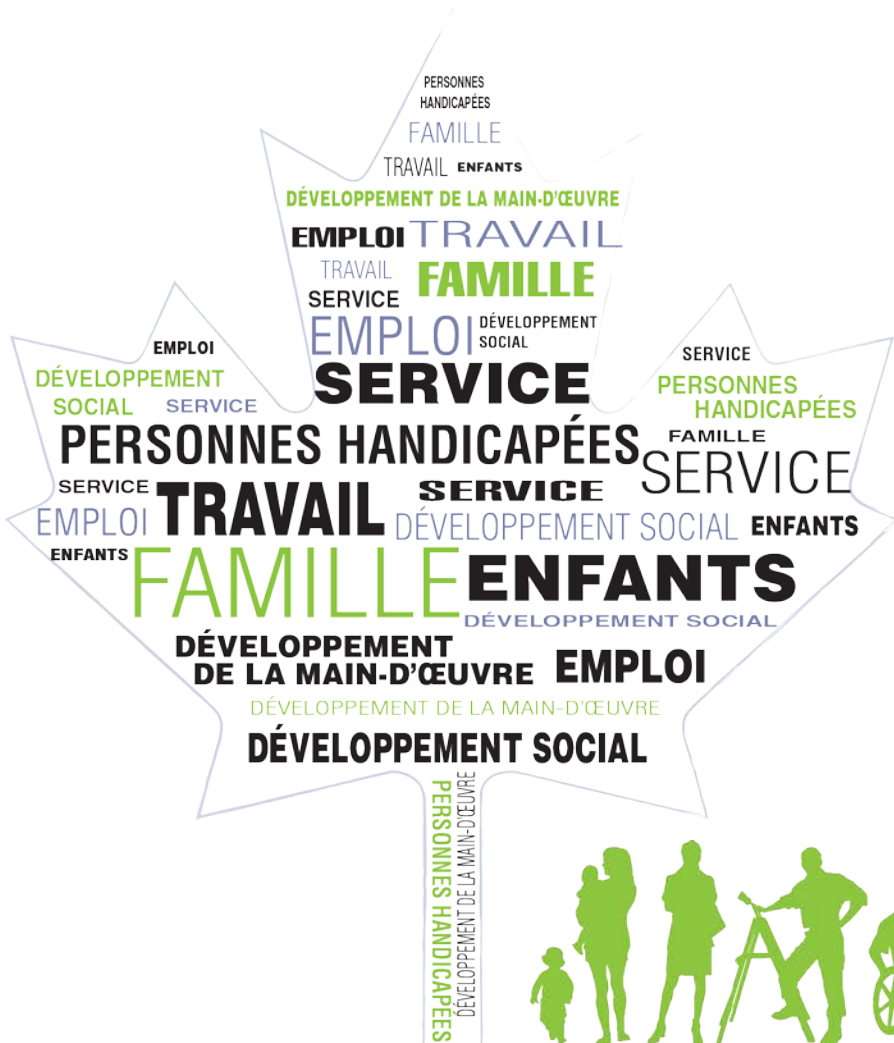 PERSONNES
HANDICAPÉES
FAMILLE
TRAVAIL ENFANTS
DÉVELOPPEMENT DE LA MAIN-D'ŒUVRE
EMPLOI TRAVAIL
TRAVAIL FAMILLE
SERVICE
EMPLOI DÉVELOPPEMENT
SOCIAL
EMPLOI
SERVICE
DÉVELOPPEMENT
SOCIAL SERVICE
SERVICE
PERSONNES
HANDICAPÉES
PERSONNES HANDICAPÉES
FAMILLE
SERVICE
SERVICE TRAVAIL SERVICE
EMPLOI DÉVELOPPEMENT SOCIAL ENFANTS
ENFANTS FAMILLE ENFANTS
DÉVELOPPEMENT SOCIAL
DÉVELOPPEMENT
DE LA MAIN-D'ŒUVRE EMPLOI
DÉVELOPPEMENT DE LA MAIN-D'ŒUVRE
DÉVELOPPEMENT SOCIAL
PERSONNES HANDICAPÉES
DÉVELOPPEMENT DE LA MAIN-D'ŒUVRE